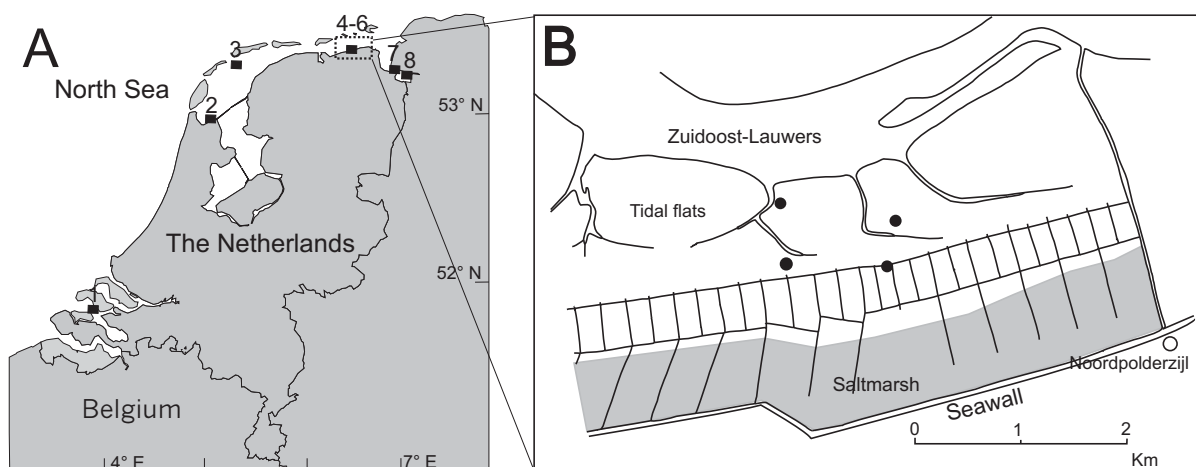 A
4-6
3
7
8
North Sea
53° N
2
The Netherlands
52° N
1
Belgium
4° E
7° E
B
Zuidoost-Lauwers
Tidal flats
Noordpolderzijl
Saltmarsh
Seawall
0
1
2
Km